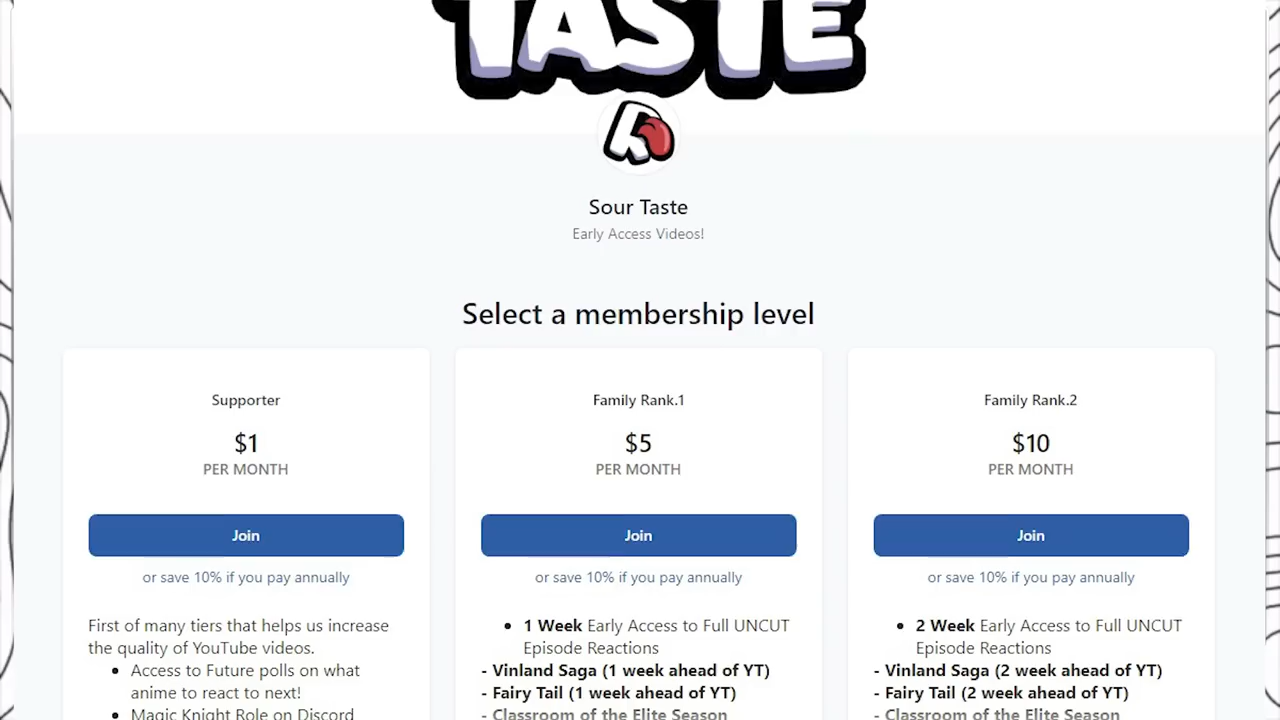 TASTE
R
Sour Taste
Early Access Videos!
Select a membership level
Supporter
$1
PER MONTH
Join
or save 10% if you pay annually
First of many tiers that helps us increase
the quality of YouTube videos.
• Access to Future polls on what
anime to react to next!
• Magic Knight Role on Discord
Family Rank.1
$5
PER MONTH
Join
or save 10% if you pay annually
• 1 Week Early Access to Full UNCUT
Episode Reactions
- Vinland Saga (1 week ahead of YT)
- Fairy Tail (1 week ahead of YT)
- Classroom of the Elite Season
Family Rank.2
$10
PER MONTH
Join
or save 10% if you pay annually
• 2 Week Early Access to Full UNCUT
Episode Reactions
- Vinland Saga (2 week ahead of YT)
- Fairy Tail (2 week ahead of YT)
- Classroom of the Elite Season